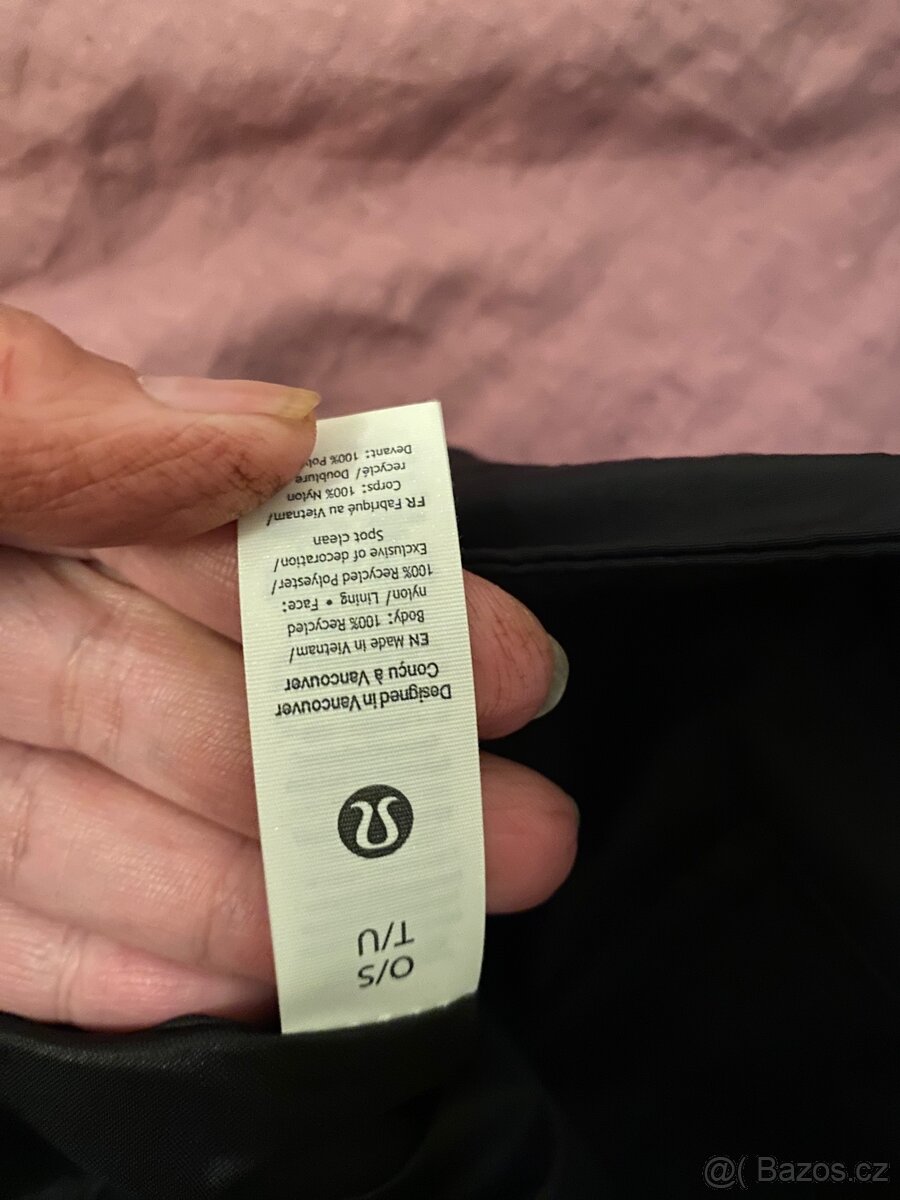 O/S
T/U
Designed in Vancouver
Conçu à Vancouver
EN Made in Vietnam/
Body: 100% Recycled
nylon/ Lining • Face:
100% Recycled Polyester/
Exclusive of decoration/
Spot clean
FR Fabriqué au Vietnam/
Corps: 100% Nylon
recyclé/ Doublure
Devant: 100%
@( Bazos.cz